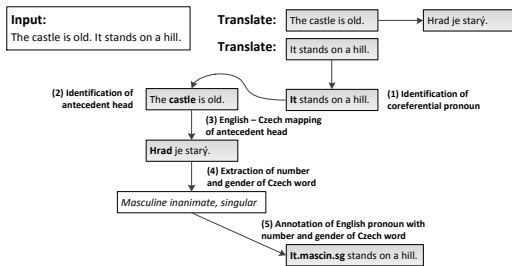 Input:
The castle is old. It stands on a hill.
Translate:
The castle is old.
Hrad je starý.
Translate:
It stands on a hill.
(2) Identification of
antecedent head
The castle is old.
It stands on a hill.
(1) Identification of
coreferential pronoun
(3) English – Czech mapping
of antecedent head
Hrad je starý.
(4) Extraction of number
and gender of Czech word
Masculine inanimate, singular
(5) Annotation of English pronoun with
number and gender of Czech word
It.mascin.sg stands on a hill.